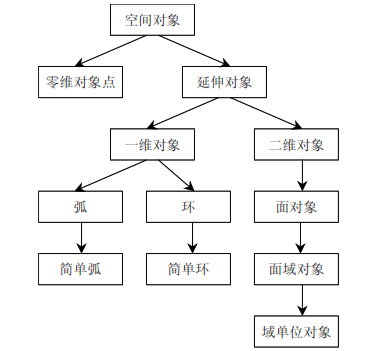 空间对象
零维对象点
延伸对象
一维对象
二维对象
弧
环
面对象
简单弧
简单环
面域对象
域单位对象